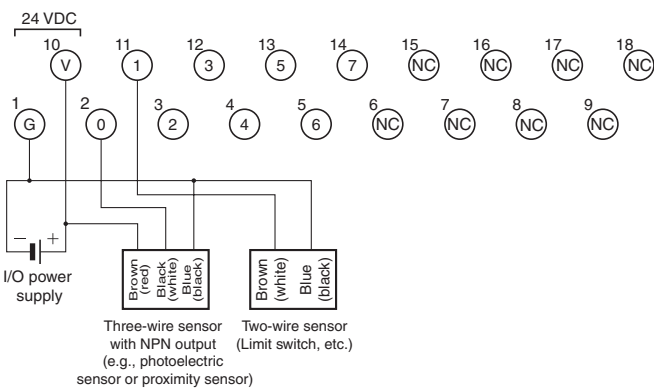 24 VDC
10 11 12 13 14 15 16 17 18
V 1 3 5 7 NC NC NC NC
1 2 3 4 5 6 7 8 9
G 0 2 4 6 NC NC NC NC
− +
I/O power
supply
Brown
(red)
Black
(white)
Blue
(black)
Brown
(white)
Blue
(black)
Three-wire sensor
with NPN output
(e.g., photoelectric
sensor or proximity sensor)
Two-wire sensor
(Limit switch, etc.)